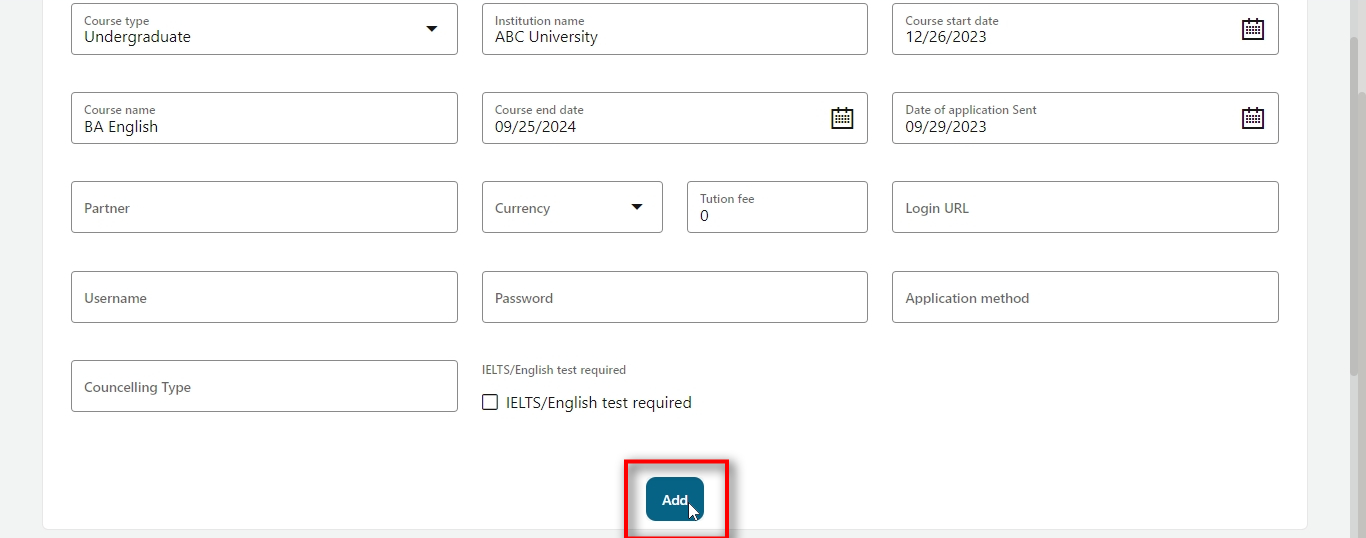 Course type
Undergraduate
Institution name
ABC University
Course start date
12/26/2023
Course name
BA English
Course end date
09/25/2024
Date of application Sent
09/29/2023
Partner
Currency
Tution fee
0
Login URL
Username
Password
Application method
Councelling Type
IELTS/English test required
IELTS/English test required
Add